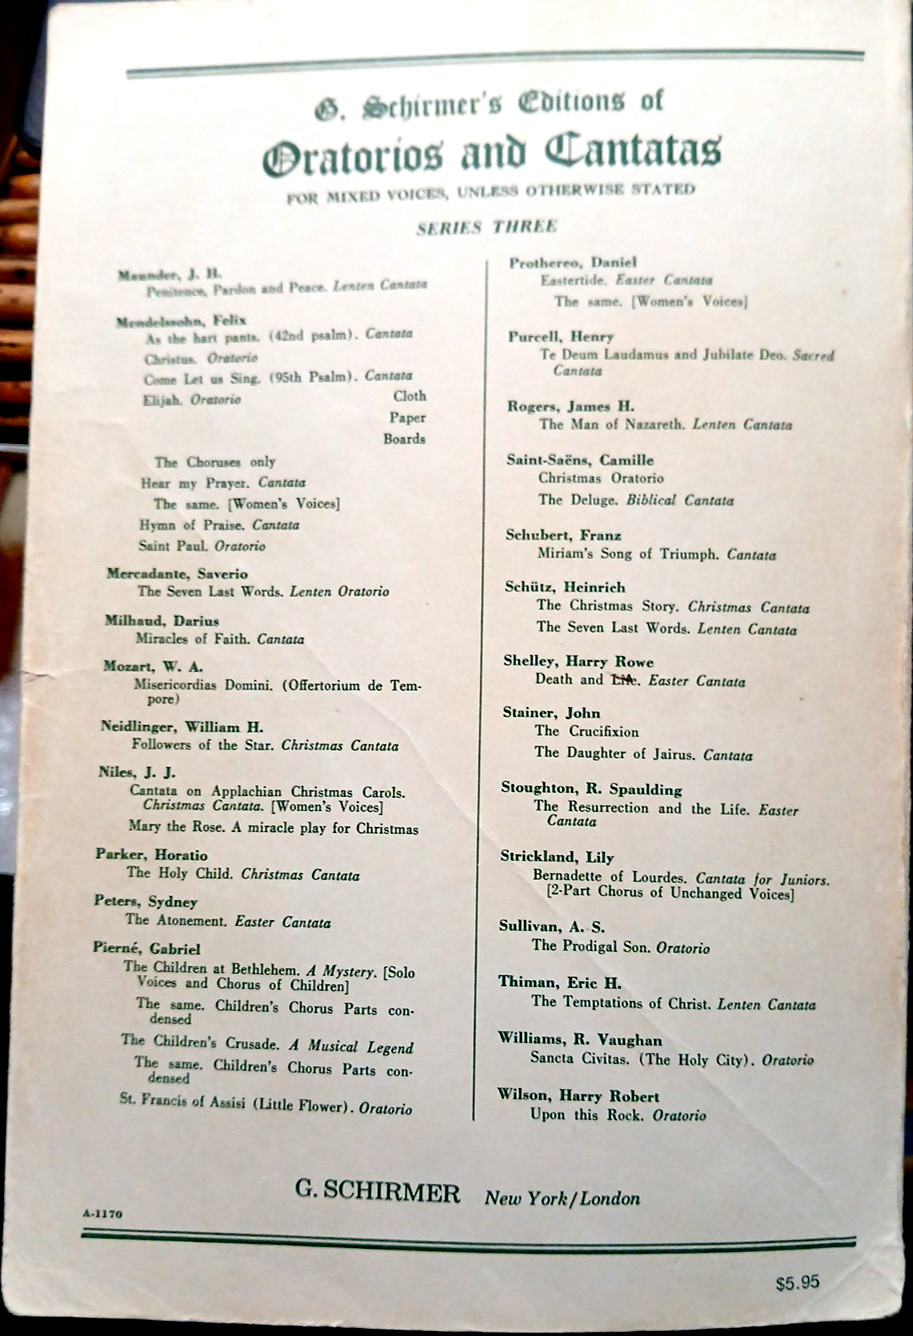 G. Schirmer's Editions of
Oratorios and Cantatas
FOR MIXED VOICES, UNLESS OTHERWISE STATED
SERIES THREE
Maunder, J. H.
Penitence, Pardon and Peace. Lenten Cantata
Mendelssohn, Felix
As the hart pants. (42nd psalm). Cantata
Christus. Oratorio
Come Let us Sing. (95th Psalm). Cantata
Elijah. Oratorio Cloth
Paper
Boards
The Choruses only
Hear my Prayer. Cantata
The same. [Women's Voices]
Hymn of Praise. Cantata
Saint Paul. Oratorio
Mercadante, Saverio
The Seven Last Words. Lenten Oratorio
Milhaud, Darius
Miracles of Faith. Cantata
Mozart, W. A.
Misericordias Domini. (Offertorium de Tem-
pore)
Neidlinger, William H.
Followers of the Star. Christmas Cantata
Niles, J. J.
Cantata on Applachian Christmas Carols.
Christmas Cantata. [Women's Voices]
Mary the Rose. A miracle play for Christmas
Parker, Horatio
The Holy Child. Christmas Cantata
Peters, Sydney
The Atonement. Easter Cantata
Pierné, Gabriel
The Children at Bethlehem. A Mystery. [Solo
Voices and Chorus of Children]
The same. Children's Chorus Parts con-
densed
The Children's Crusade. A Musical Legend
The same. Children's Chorus Parts con-
densed
St. Francis of Assisi (Little Flower). Oratorio
Prothereo, Daniel
Eastertide. Easter Cantata
The same. [Women's Voices]
Purcell, Henry
Te Deum Laudamus and Jubilate Deo. Sacred
Cantata
Rogers, James H.
The Man of Nazareth. Lenten Cantata
Saint-Saëns, Camille
Christmas Oratorio
The Deluge. Biblical Cantata
Schubert, Franz
Miriam's Song of Triumph. Cantata
Schütz, Heinrich
The Christmas Story. Christmas Cantata
The Seven Last Words. Lenten Cantata
Shelley, Harry Rowe
Death and Life. Easter Cantata
Stainer, John
The Crucifixion
The Daughter of Jairus. Cantata
Stoughton, R. Spaulding
The Resurrection and the Life. Easter
Cantata
Strickland, Lily
Bernadette of Lourdes. Cantata for Juniors.
[2-Part Chorus of Unchanged Voices]
Sullivan, A. S.
The Prodigal Son. Oratorio
Thiman, Eric H.
The Temptations of Christ. Lenten Cantata
Williams, R. Vaughan
Sancta Civitas. (The Holy City). Oratorio
Wilson, Harry Robert
Upon this Rock. Oratorio
G. SCHIRMER New York/London
A-1170
$5.95